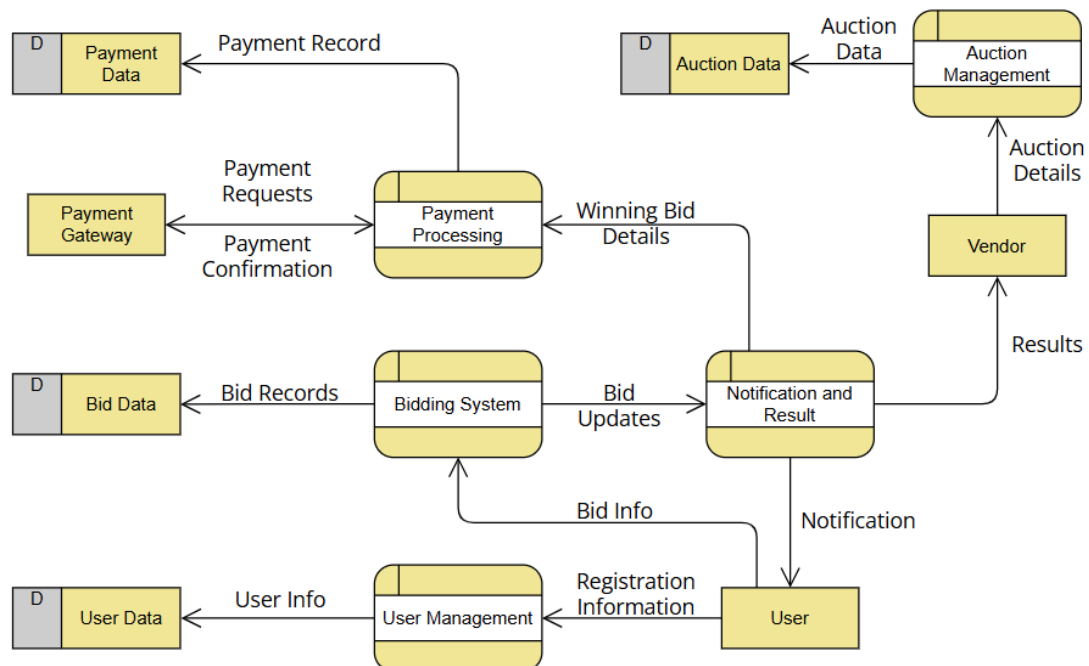 D
Payment
Data
Payment Record
D
Auction Data
Auction
Data
Auction
Management
Payment
Requests
Auction
Details
Payment
Gateway
Payment
Processing
Winning Bid
Details
Vendor
Payment
Confirmation
Results
D
Bid Data
Bid Records
Bidding System
Bid
Updates
Notification and
Result
Bid Info
Notification
D
User Data
User Info
User Management
Registration
Information
User